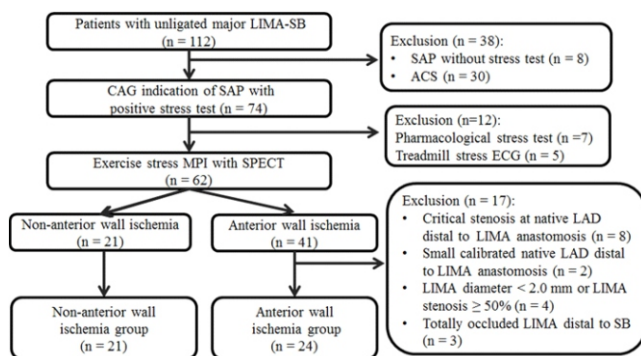 Patients with unligated major LIMA-SB
(n = 112)
Exclusion (n = 38):
• SAP without stress test (n = 8)
• ACS (n = 30)
CAG indication of SAP with
positive stress test (n = 74)
Exclusion (n=12):
Pharmacological stress test (n =7)
Treadmill stress ECG (n = 5)
Exercise stress MPI with SPECT
(n = 62)
Non-anterior wall ischemia
(n = 21)
Anterior wall ischemia
(n = 41)
Exclusion (n = 17):
• Critical stenosis at native LAD
distal to LIMA anastomosis (n = 8)
• Small calibrated native LAD distal
to LIMA anastomosis (n = 2)
• LIMA diameter < 2.0 mm or LIMA
stenosis ≥ 50% (n = 4)
• Totally occluded LIMA distal to SB
(n = 3)
Non-anterior wall
ischemia group
(n = 21)
Anterior wall
ischemia group
(n = 24)